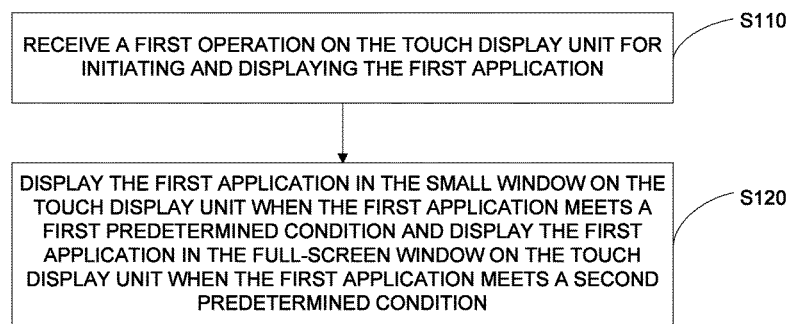 RECEIVE A FIRST OPERATION ON THE TOUCH DISPLAY UNIT FOR
INITIATING AND DISPLAYING THE FIRST APPLICATION
S110
DISPLAY THE FIRST APPLICATION IN THE SMALL WINDOW ON THE
TOUCH DISPLAY UNIT WHEN THE FIRST APPLICATION MEETS A
FIRST PREDETERMINED CONDITION AND DISPLAY THE FIRST
APPLICATION IN THE FULL-SCREEN WINDOW ON THE TOUCH
DISPLAY UNIT WHEN THE FIRST APPLICATION MEETS A SECOND
PREDETERMINED CONDITION
S120